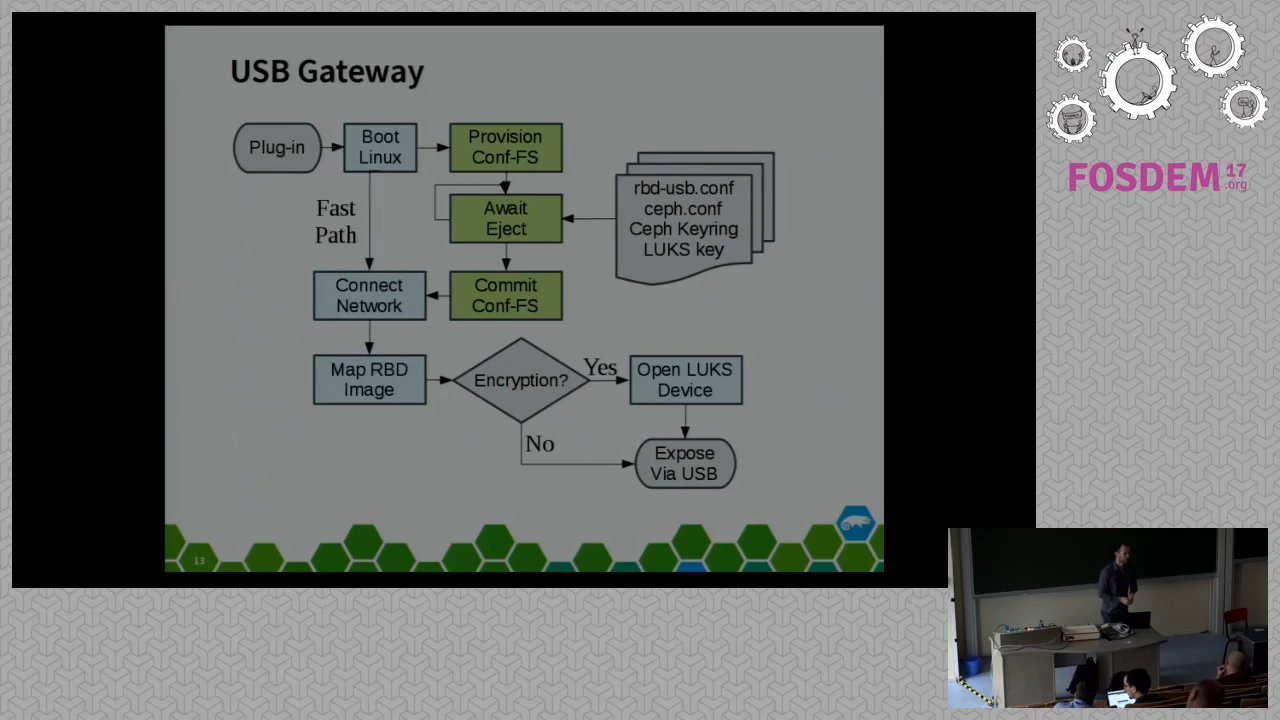 USB Gateway
Plug-in
Boot
Linux
Provision
Conf-FS
Fast
Path
Await
Eject
rbd-usb.conf
ceph.conf
Ceph Keyring
LUKS key
Connect
Network
Commit
Conf-FS
Map RBD
Image
Encryption?
Yes
Open LUKS
Device
No
Expose
Via USB
13
FOSDEM 17
.org